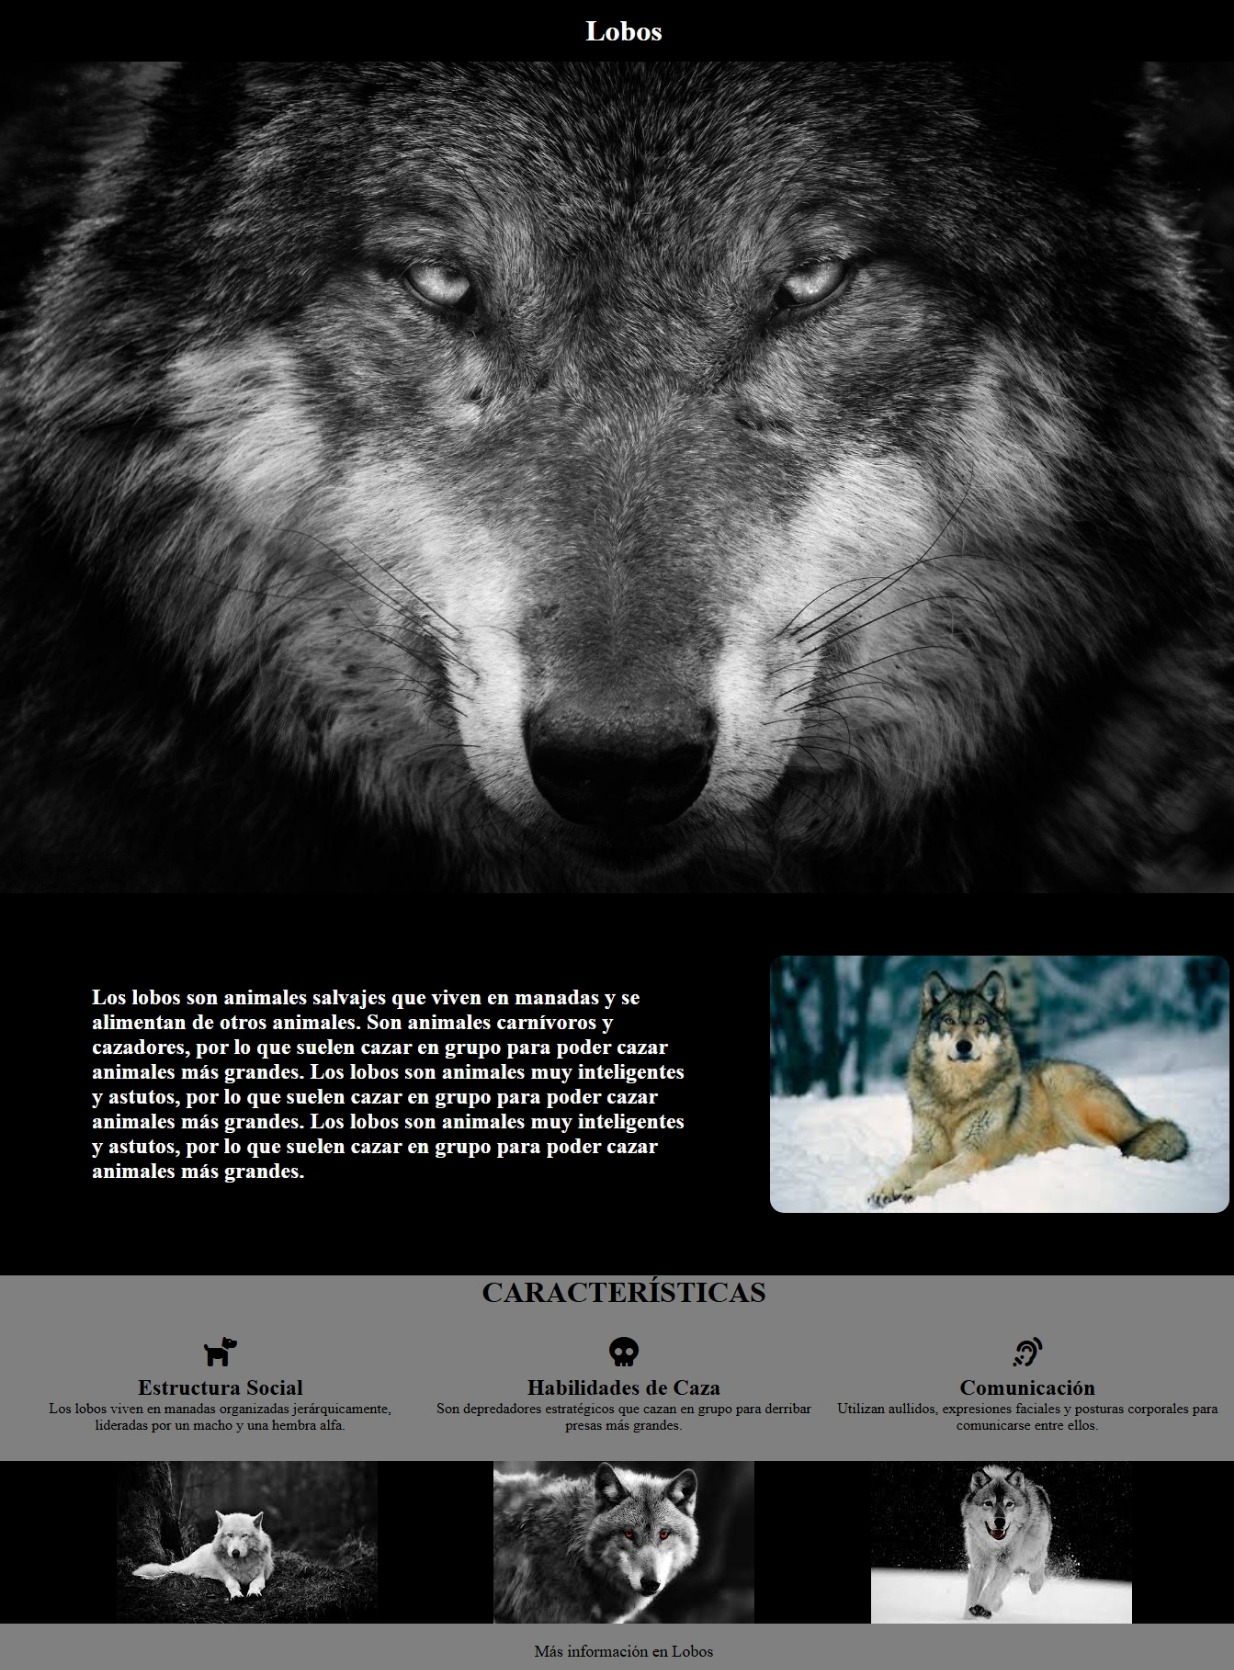 Lobos
Los lobos son animales salvajes que viven en manadas y se
alimentan de otros animales. Son animales carnívoros y
cazadores, por lo que suelen cazar en grupo para poder cazar
animales más grandes. Los lobos son animales muy inteligentes
y astutos, por lo que suelen cazar en grupo para poder cazar
animales más grandes. Los lobos son animales muy inteligentes
y astutos, por lo que suelen cazar en grupo para poder cazar
animales más grandes.
CARACTERÍSTICAS
Estructura Social
Los lobos viven en manadas organizadas jerárquicamente,
lideradas por un macho y una hembra alfa.
Habilidades de Caza
Son depredadores estratégicos que cazan en grupo para derribar
presas más grandes.
Comunicación
Utilizan aullidos, expresiones faciales y posturas corporales para
comunicarse entre ellos.
Más información en Lobos